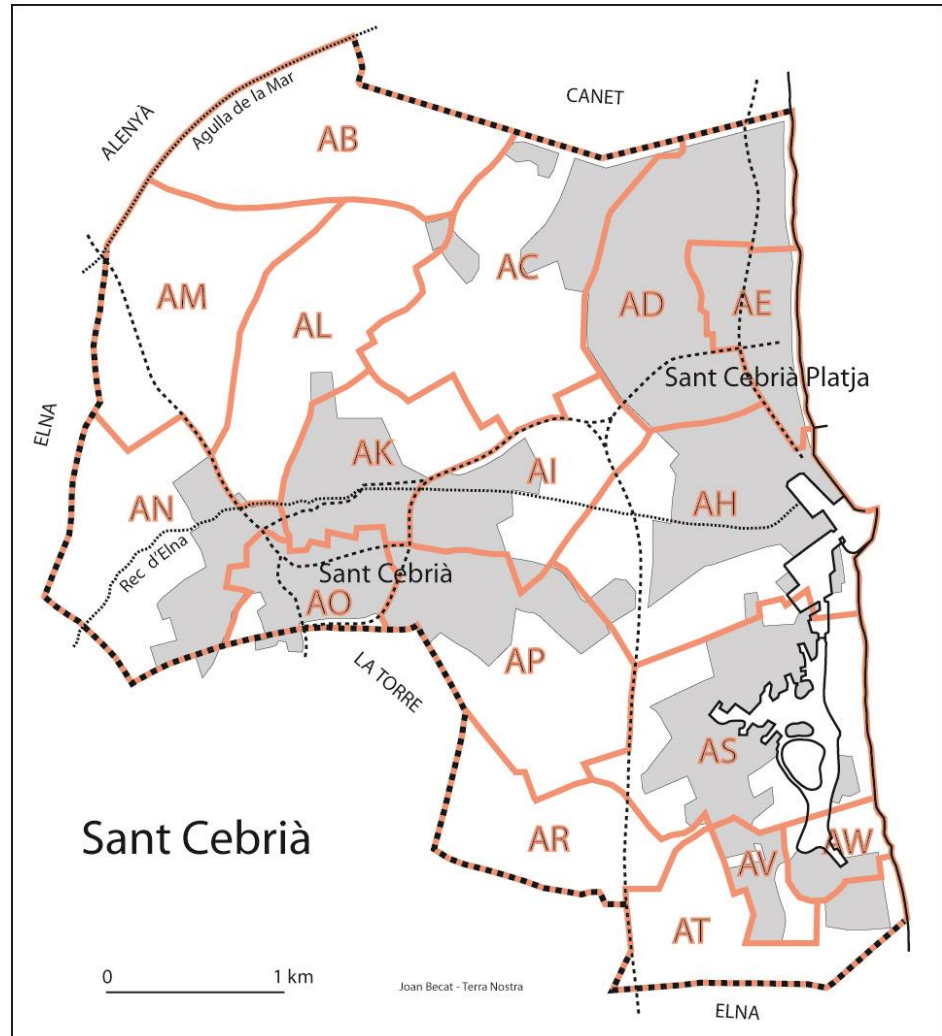 CANET
ALENYÀ
Agulla de la Mar
AB
AC
AM
AL
AD
AE
Sant Cebrià Platja
ELNA
AK
AI
AH
AN
Rec d'Elna
Sant Cebrià
AO
AP
LA TORRE
AS
Sant Cebrià
AR
AV
AW
AT
0 1 km
Joan Becat - Terra Nostra
ELNA